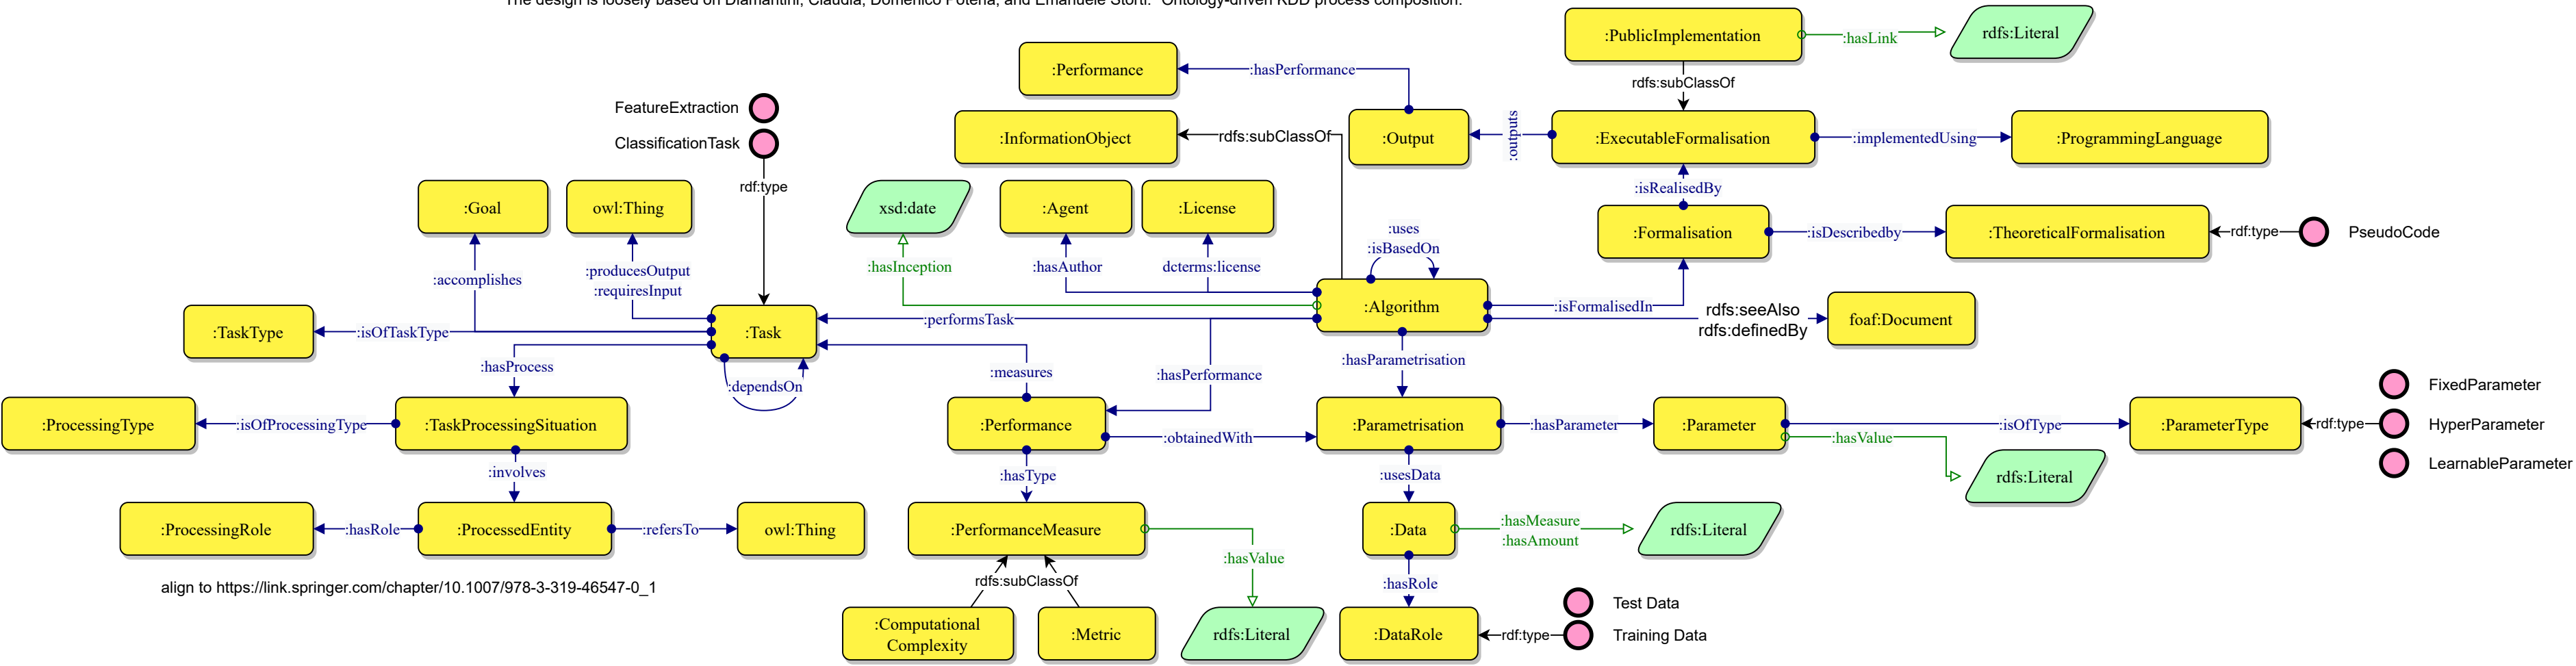 The design is loosely based on Diamantini, Claudia, Domenico Potena, and Emanuele Storti. "Ontology-driven KDD process composition."
:PublicImplementation
:hasLink
rdfs:Literal
:Performance
:hasPerformance
rdfs:subClassOf
FeatureExtraction
ClassificationTask
rdf:type
:InformationObject
rdfs:subClassOf
:Output
:outputs
:ExecutableFormalisation
:implementedUsing
:ProgrammingLanguage
:isRealisedBy
:Goal
owl:Thing
xsd:date
:Agent
:License
:uses
:isBasedOn
:Formalisation
:isDescribedby
:TheoreticalFormalisation
rdf:type
PseudoCode
:accomplishes
:producesOutput
:requiresInput
:hasInception
:hasAuthor
dcterms:license
:TaskType
:isOfTaskType
:Task
:performsTask
:Algorithm
:isFormalisedIn
rdfs:seeAlso
rdfs:definedBy
foaf:Document
:hasProcess
:dependsOn
:measures
:hasPerformance
:hasParametrisation
FixedParameter
:ProcessingType
:isOfProcessingType
:TaskProcessingSituation
:Performance
:obtainedWith
:Parametrisation
:hasParameter
:Parameter
:isOfType
:hasValue
:ParameterType
rdf:type
HyperParameter
LearnableParameter
:involves
:hasType
:usesData
rdfs:Literal
:ProcessingRole
:hasRole
:ProcessedEntity
:refersTo
owl:Thing
:PerformanceMeasure
:hasValue
:Data
:hasMeasure
:hasAmount
rdfs:Literal
align to https://link.springer.com/chapter/10.1007/978-3-319-46547-0_1
rdfs:subClassOf
:hasRole
:Computational
Complexity
:Metric
rdfs:Literal
:DataRole
rdf:type
Test Data
Training Data